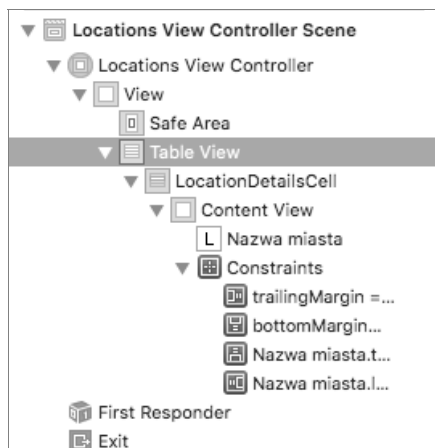 Locations View Controller Scene
Locations View Controller
View
Safe Area
Table View
LocationDetailsCell
Content View
L Nazwa miasta
Constraints
trailingMargin =...
bottomMargin...
Nazwa miasta.t...
Nazwa miasta.l...
First Responder
Exit